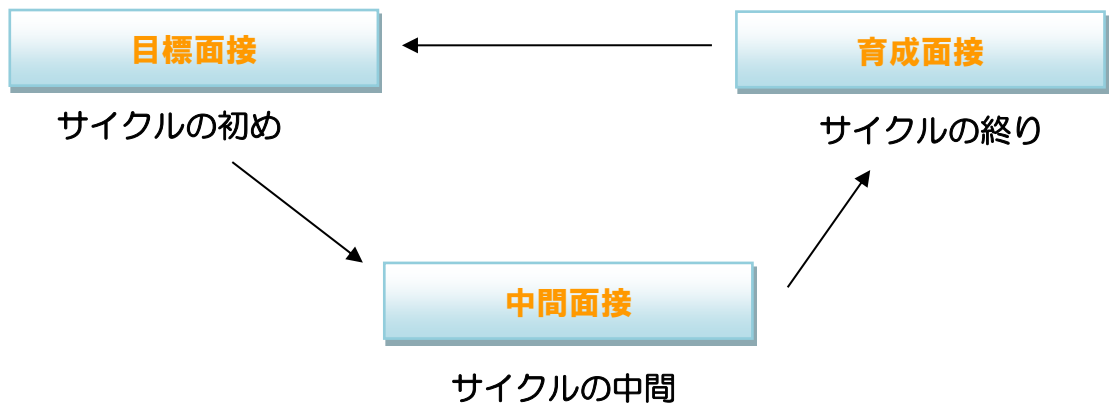 目標面接
サイクルの初め
育成面接
サイクルの終り
中間面接
サイクルの中間